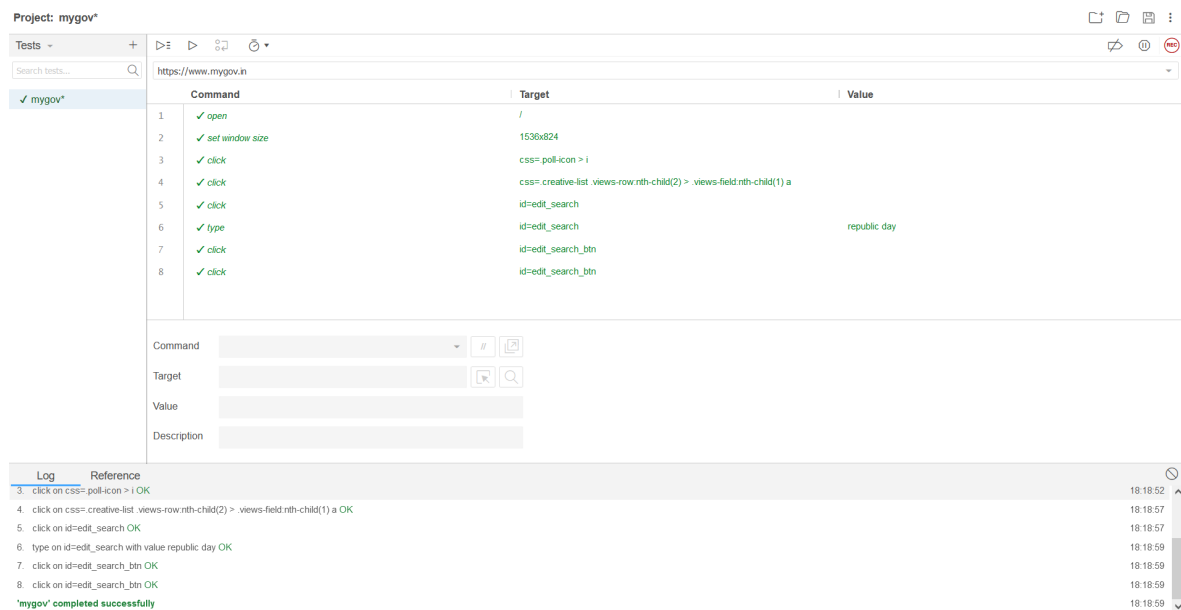 Project: mygov*
Tests
Search tests...
✓ mygov*
REC
https://www.mygov.in
Command Target Value
1 ✓ open /
2 ✓ set window size 1536x824
3 ✓ click css=.poll-icon > i
4 ✓ click css=.creative-list .views-row:nth-child(2) > .views-field:nth-child(1) a
5 ✓ click id=edit_search
6 ✓ type id=edit_search republic day
7 ✓ click id=edit_search_btn
8 ✓ click id=edit_search_btn
Command //
Target
Value
Description
Log Reference
3. click on css=.poll-icon > i OK 18:18:52
4. click on css=.creative-list .views-row:nth-child(2) > .views-field:nth-child(1) a OK 18:18:57
5. click on id=edit_search OK 18:18:57
6. type on id=edit_search with value republic day OK 18:18:59
7. click on id=edit_search_btn OK 18:18:59
8. click on id=edit_search_btn OK 18:18:59
'mygov' completed successfully 18:18:59